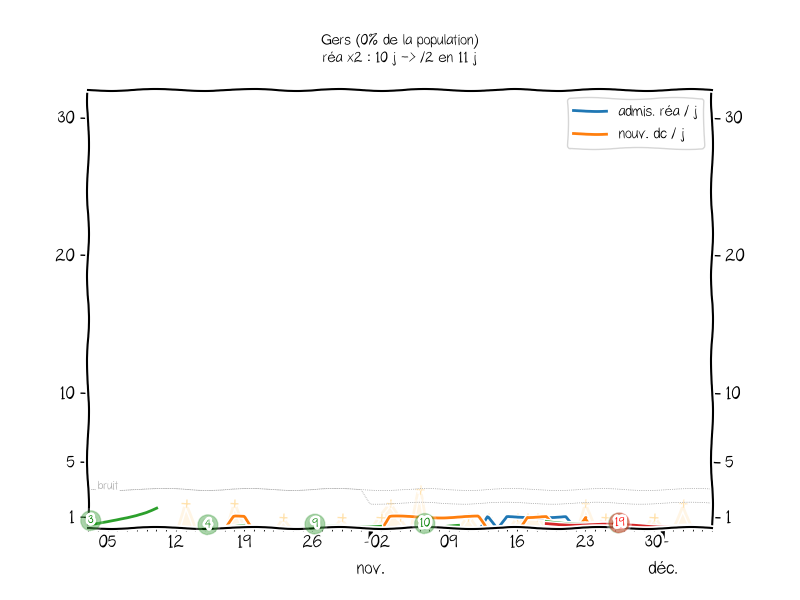 Gers (0% de la population)
réa x2 : 10 j -> /2 en 11 j
admis. réa / j
nouv. dc / j
30 30
20 20
10 10
5 5
bruit
1 1
3 4 9 10 19
05 12 19 26 02 09 16 23 30
nov. déc.